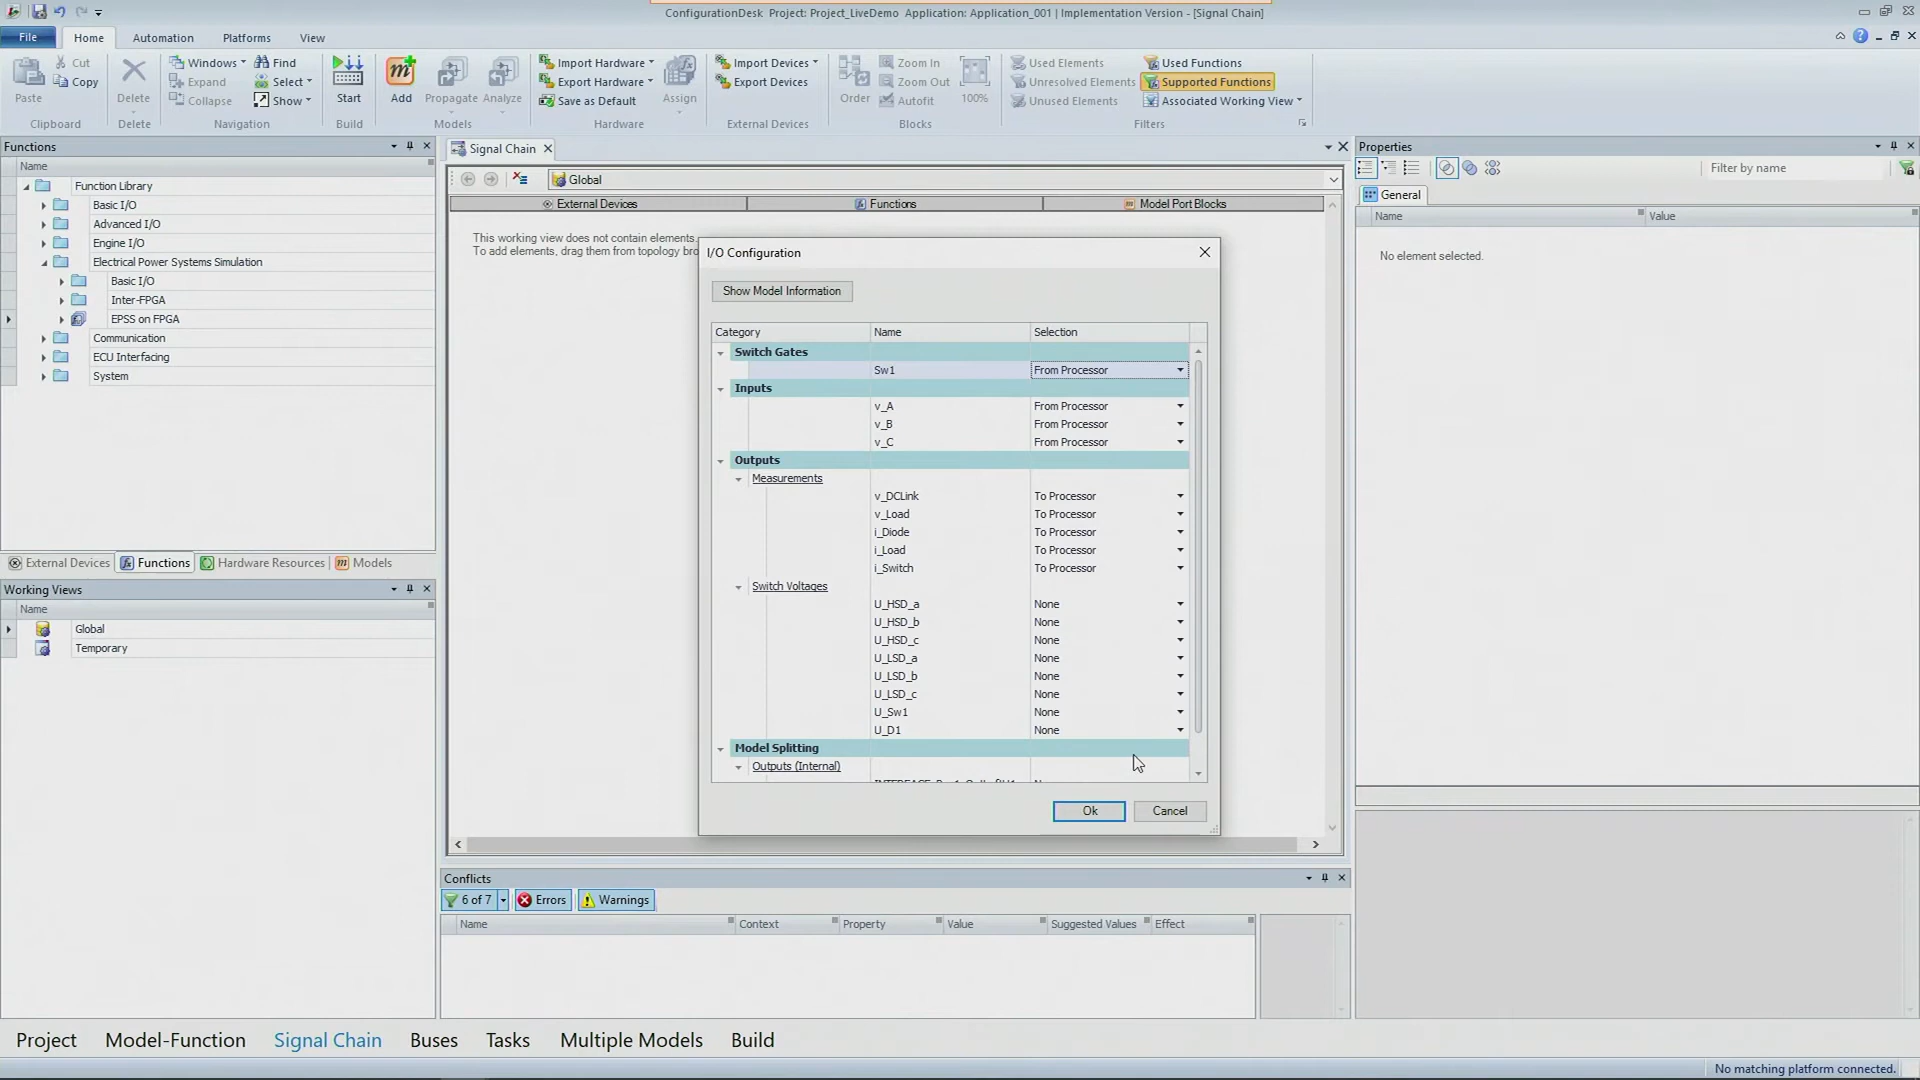 ConfigurationDesk Project: Project_LiveDemo Application: Application_001 | Implementation Version - [Signal Chain]
File Home Automation Platforms View
Paste Cut Copy
Clipboard
Delete
Delete
Windows Expand Collapse
Find Select Show
Navigation
Start
Build
Add Propagate Analyze
Models
Import Hardware
Export Hardware
Save as Default
Assign
Hardware
Import Devices
Export Devices
External Devices
Order
Zoom In
Zoom Out
Autofit
100%
Blocks
Used Elements
Unresolved Elements
Unused Elements
Used Functions
Supported Functions
Associated Working View
Filters
Functions
Name
Function Library
Basic I/O
Advanced I/O
Engine I/O
Electrical Power Systems Simulation
Basic I/O
Inter-FPGA
EPSS on FPGA
Communication
ECU Interfacing
System
External Devices Functions Hardware Resources Models
Working Views
Name
Global
Temporary
Signal Chain
Global
External Devices Functions Model Port Blocks
This working view does not contain elements.
To add elements, drag them from topology bro
I/O Configuration
Show Model Information
Category Name Selection
Switch Gates
Sw1 From Processor
Inputs
v_A From Processor
v_B From Processor
v_C From Processor
Outputs
Measurements
v_DCLink To Processor
v_Load To Processor
i_Diode To Processor
i_Load To Processor
i_Switch To Processor
Switch Voltages
U_HSD_a None
U_HSD_b None
U_HSD_c None
U_LSD_a None
U_LSD_b None
U_LSD_c None
U_Sw1 None
U_D1 None
Model Splitting
Outputs (Internal)
Ok Cancel
Properties
Filter by name
General
Name Value
No element selected.
Conflicts
6 of 7 Errors Warnings
Name Context Property Value Suggested Values Effect
Project Model-Function Signal Chain Buses Tasks Multiple Models Build
No matching platform connected.